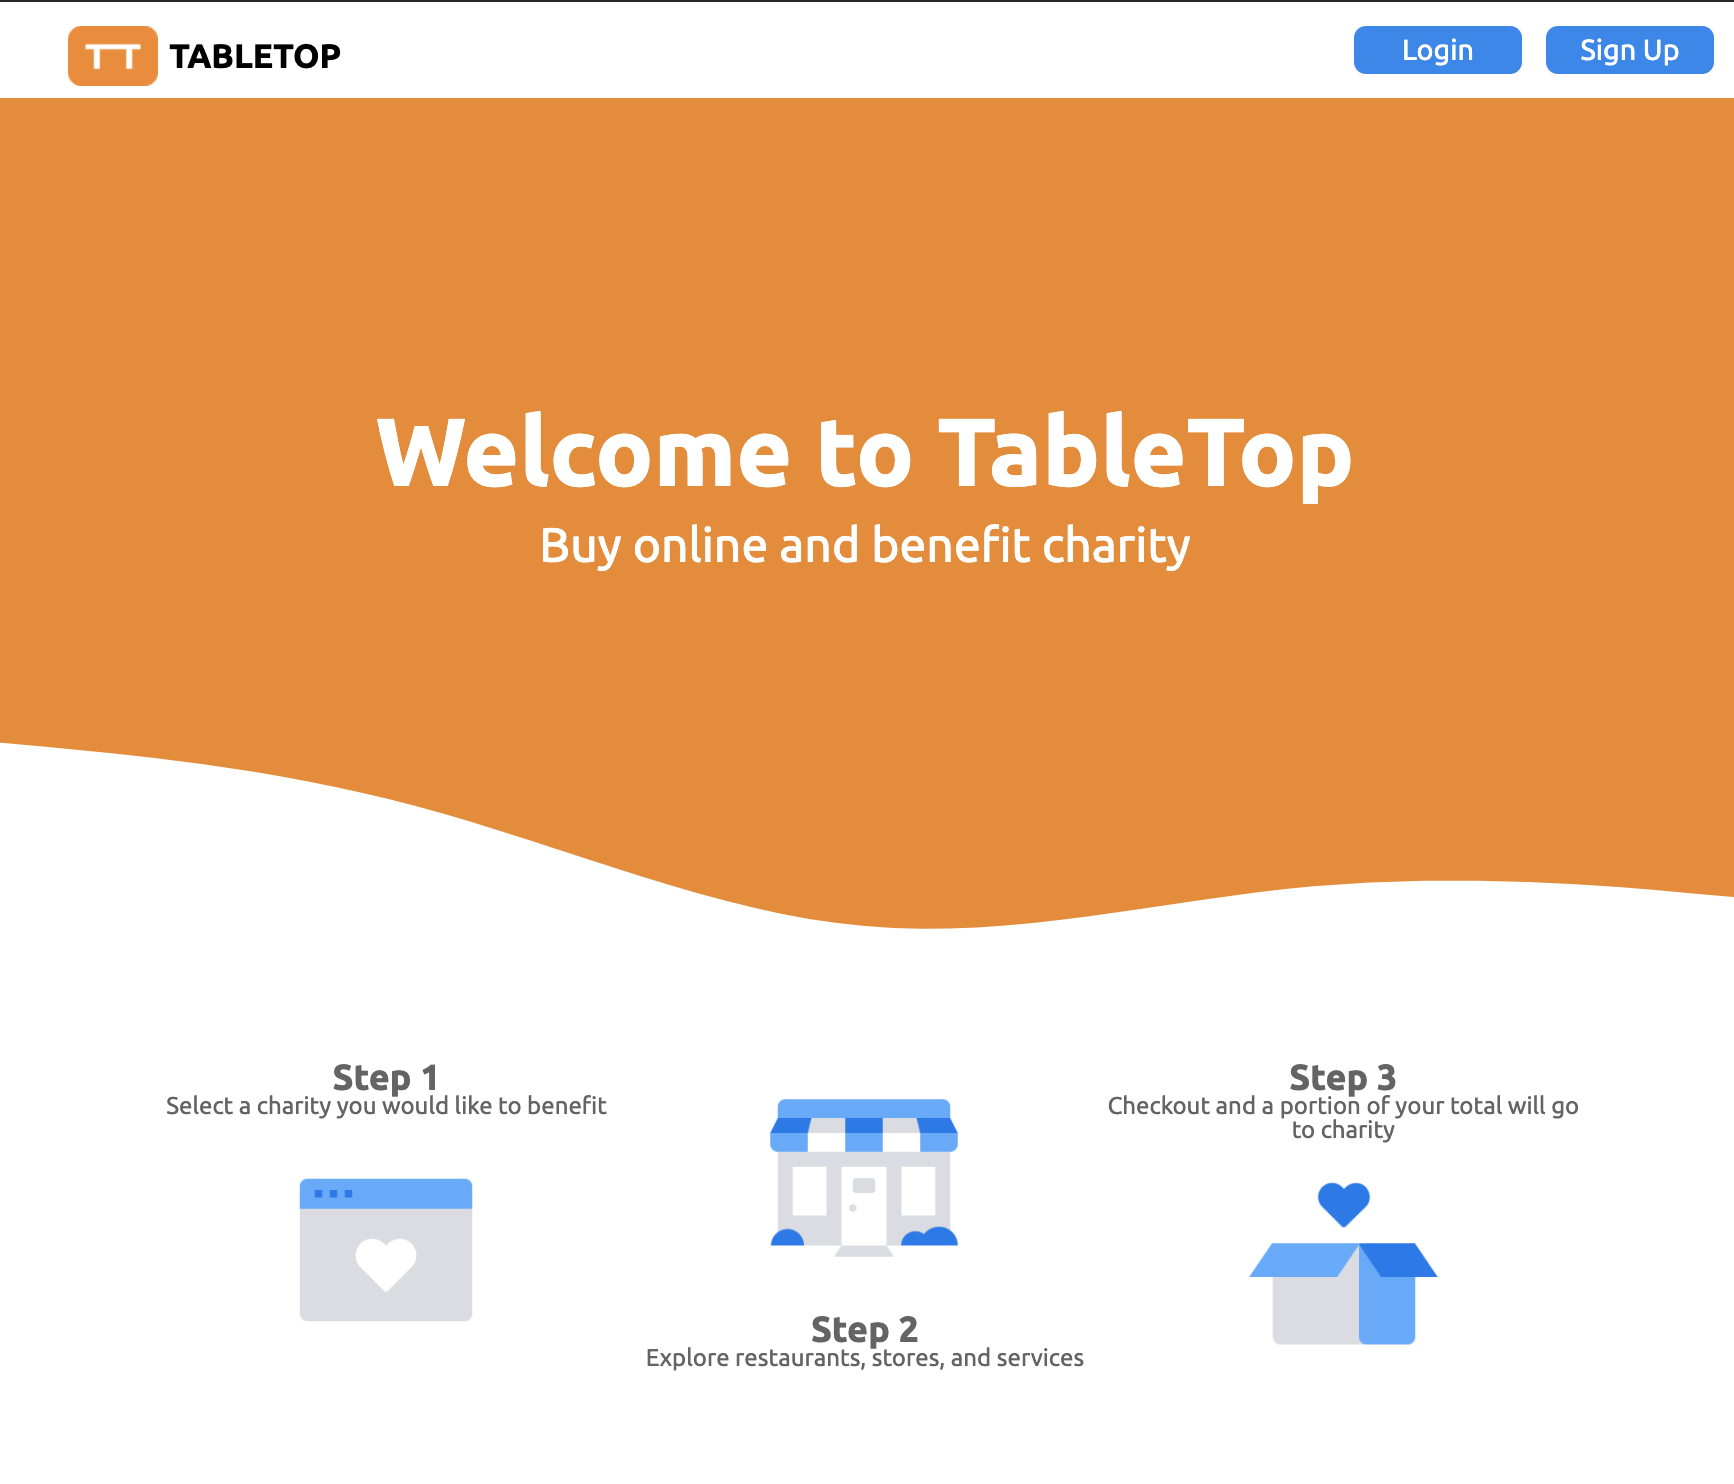 TABLETOP
Login
Sign Up
Welcome to TableTop
Buy online and benefit charity
Step 1
Select a charity you would like to benefit
Step 2
Explore restaurants, stores, and services
Step 3
Checkout and a portion of your total will go
to charity